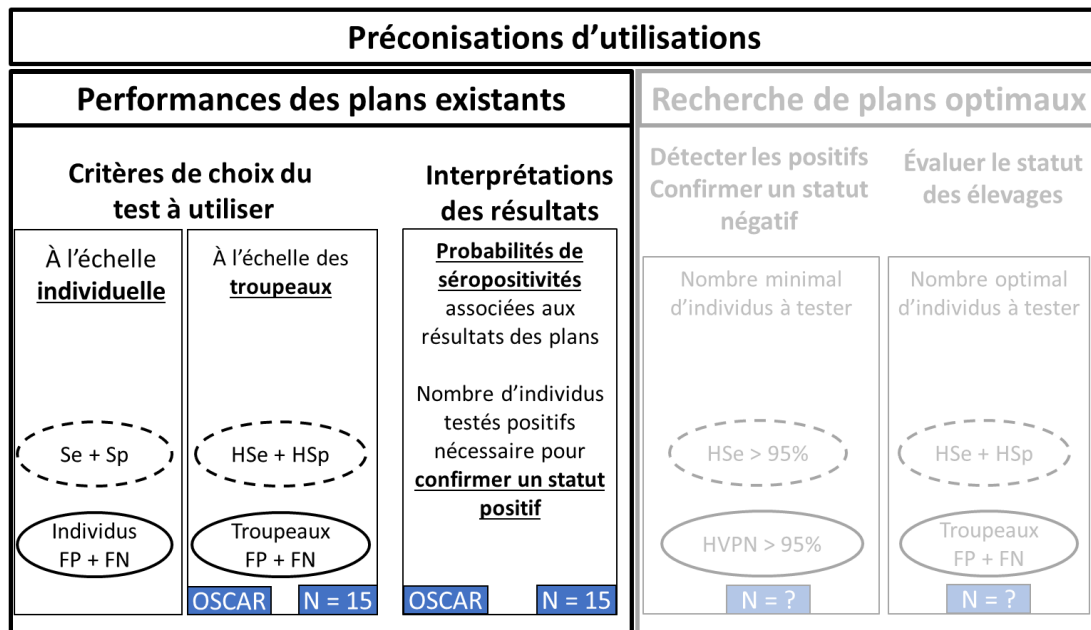 Préconisations d'utilisations
Performances des plans existants
Critères de choix du
test à utiliser
À l'échelle
individuelle
Se + Sp
Individus
FP + FN
À l'échelle des
troupeaux
HSe + HSp
Troupeaux
FP + FN
OSCAR
N = 15
Interprétations
des résultats
Probabilités de
séropositivités
associées aux
résultats des plans
Nombre d'individus
testés positifs
nécessaire pour
confirmer un statut
positif
OSCAR
N = 15
Recherche de plans optimaux
Détecter les positifs
Confirmer un statut
négatif
Nombre minimal
d'individus à tester
HSe > 95%
HVPN > 95%
N = ?
Évaluer le statut
des élevages
Nombre optimal
d'individus à tester
HSe + HSp
Troupeaux
FP + FN
N = ?